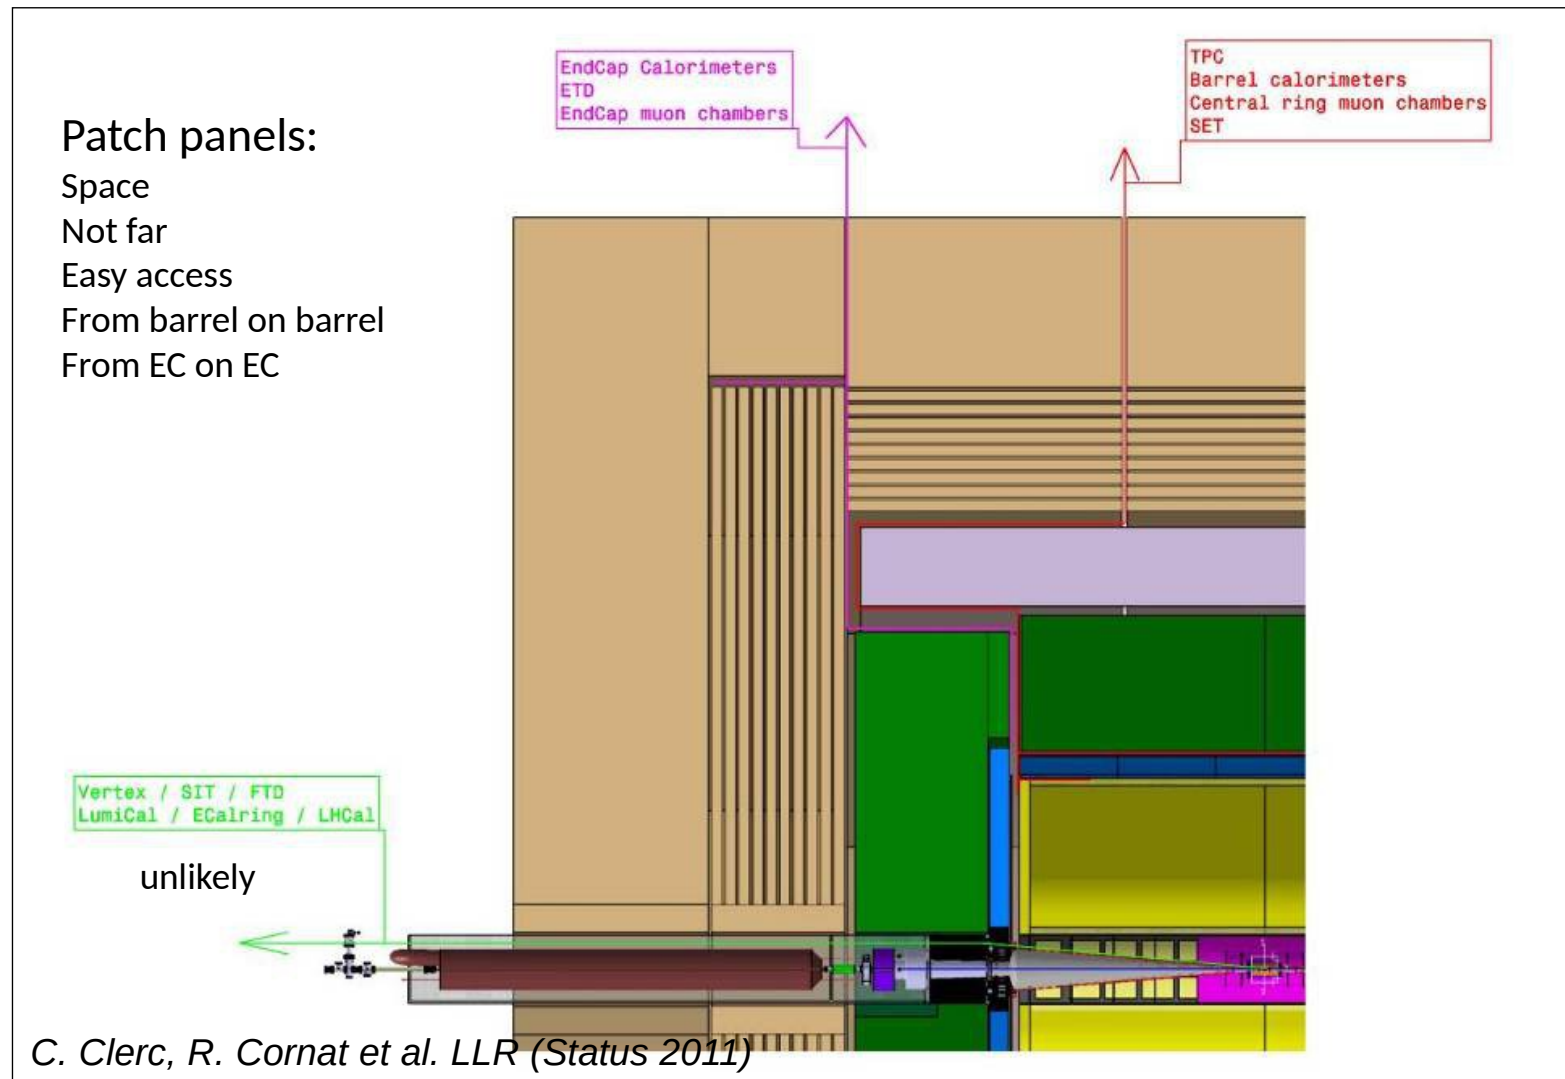 EndCap Calorimeters
ETD
EndCap muon chambers
TPC
Barrel calorimeters
Central ring muon chambers
SET
Patch panels:
Space
Not far
Easy access
From barrel on barrel
From EC on EC
Vertex / SIT / FTD
LumiCal / ECalring / LHCal
unlikely
C. Clerc, R. Cornat et al. LLR (Status 2011)